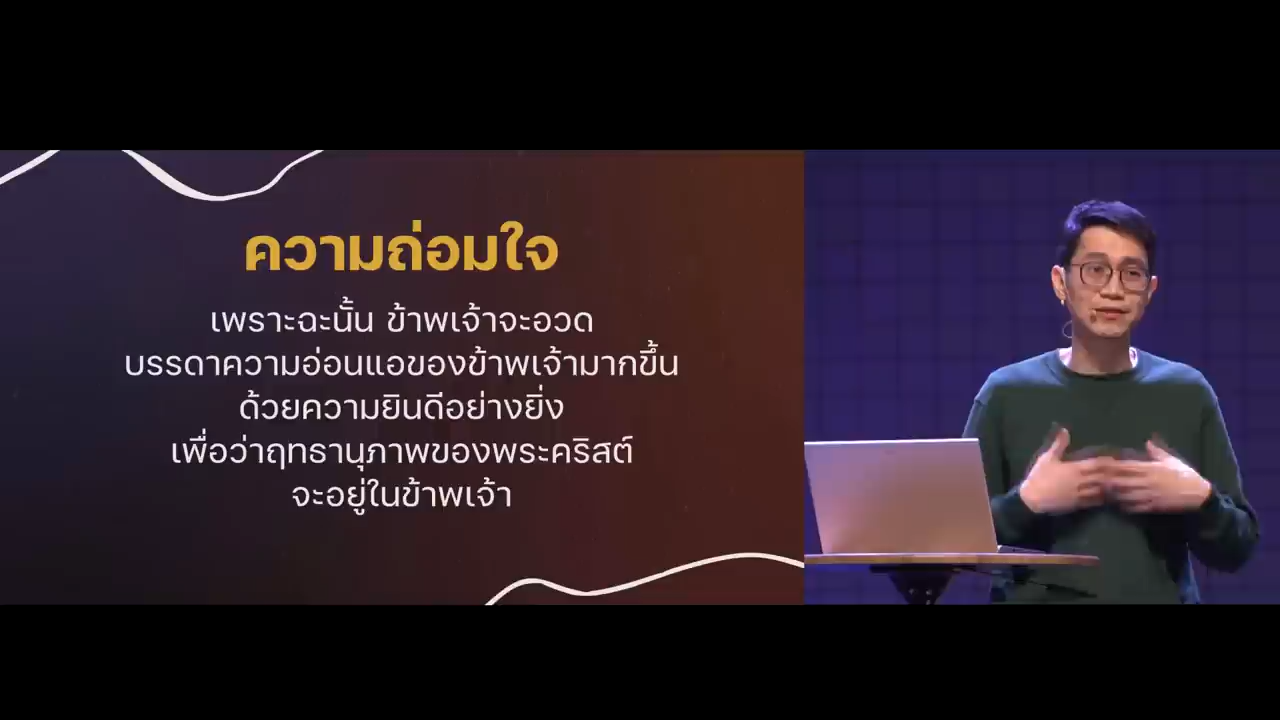 ความถ่อมใจ
เพราะฉะนั้น ข้าพเจ้าจะอวด
บรรดาความอ่อนแอของข้าพเจ้ามากขึ้น
ด้วยความยินดีอย่างยิ่ง
เพื่อว่าฤทธานุภาพของพระคริสต์
จะอยู่ในข้าพเจ้า